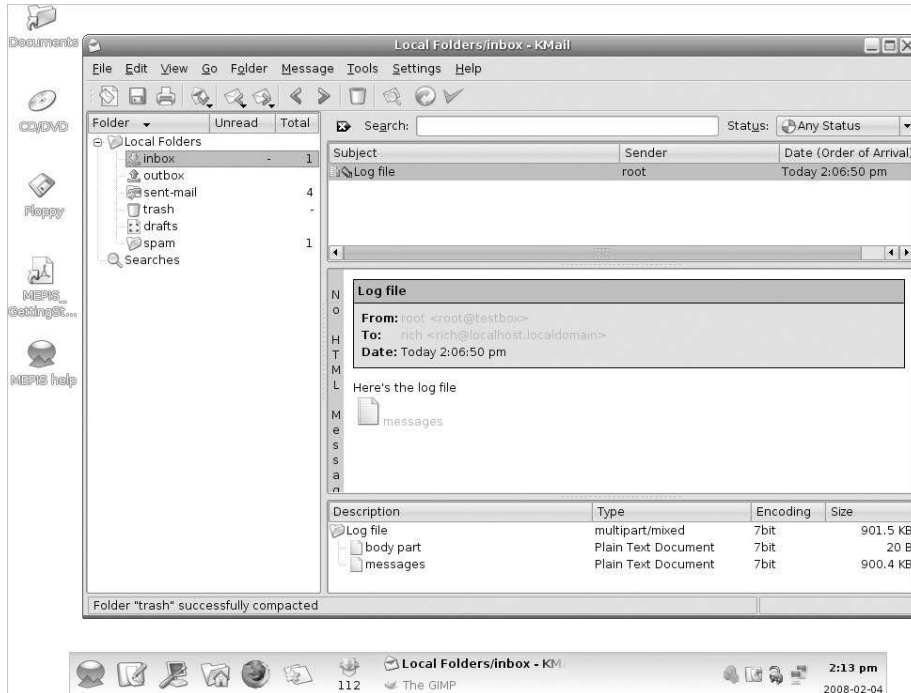 Documents
CD/DVD
Floppy
MEPIS_
GettingSt...
MEPIS help
Local Folders/inbox - KMail
File Edit View Go Folder Message Tools Settings Help
Folder Unread Total
Local Folders
inbox - 1
outbox
sent-mail 4
trash -
drafts
spam 1
Searches
Search: Status: Any Status
Subject Sender Date (Order of Arrival)
Log file root Today 2:06:50 pm
No HTML Messag
Log file
From: root <root@testbox>
To: rich <rich@localhost.localdomain>
Date: Today 2:06:50 pm
Here's the log file
messages
Description Type Encoding Size
Log file multipart/mixed 7bit 901.5 KB
body part Plain Text Document 7bit 20 B
messages Plain Text Document 7bit 900.4 KB
Folder "trash" successfully compacted
112
Local Folders/inbox - KM
The GIMP
2:13 pm
2008-02-04